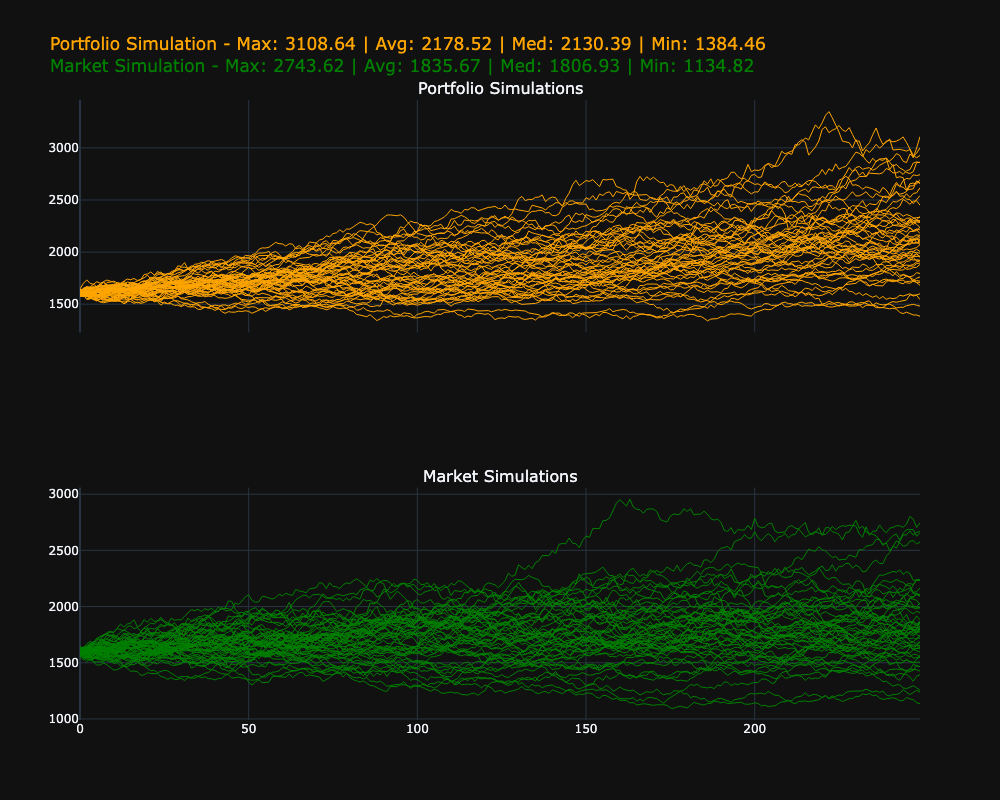 Portfolio Simulation - Max: 3108.64 | Avg: 2178.52 | Med: 2130.39 | Min: 1384.46
Market Simulation - Max: 2743.62 | Avg: 1835.67 | Med: 1806.93 | Min: 1134.82
Portfolio Simulations
3000
2500
2000
1500
Market Simulations
3000
2500
2000
1500
1000
0 50 100 150 200